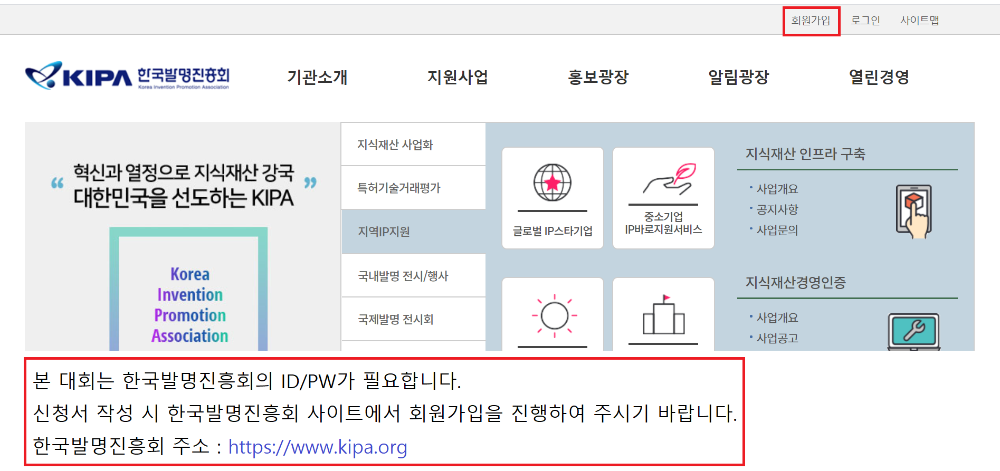 회원가입 로그인 사이트맵
KIPA 한국발명진흥회
Korea Invention Promotion Association
기관소개 지원사업 홍보광장 알림광장 열린경영
“ 혁신과 열정으로 지식재산 강국 ”
대한민국을 선도하는 KIPA
Korea
Invention
Promotion
Association
지식재산 사업화
특허기술거래평가
지역IP지원
국내발명 전시/행사
국제발명 전시회
글로벌 IP스타기업
중소기업
IP바로지원서비스
지식재산 인프라 구축
· 사업개요
· 공지사항
· 사업문의
지식재산경영인증
· 사업개요
· 사업공고
본 대회는 한국발명진흥회의 ID/PW가 필요합니다.
신청서 작성 시 한국발명진흥회 사이트에서 회원가입을 진행하여 주시기 바랍니다.
한국발명진흥회 주소 : https://www.kipa.org